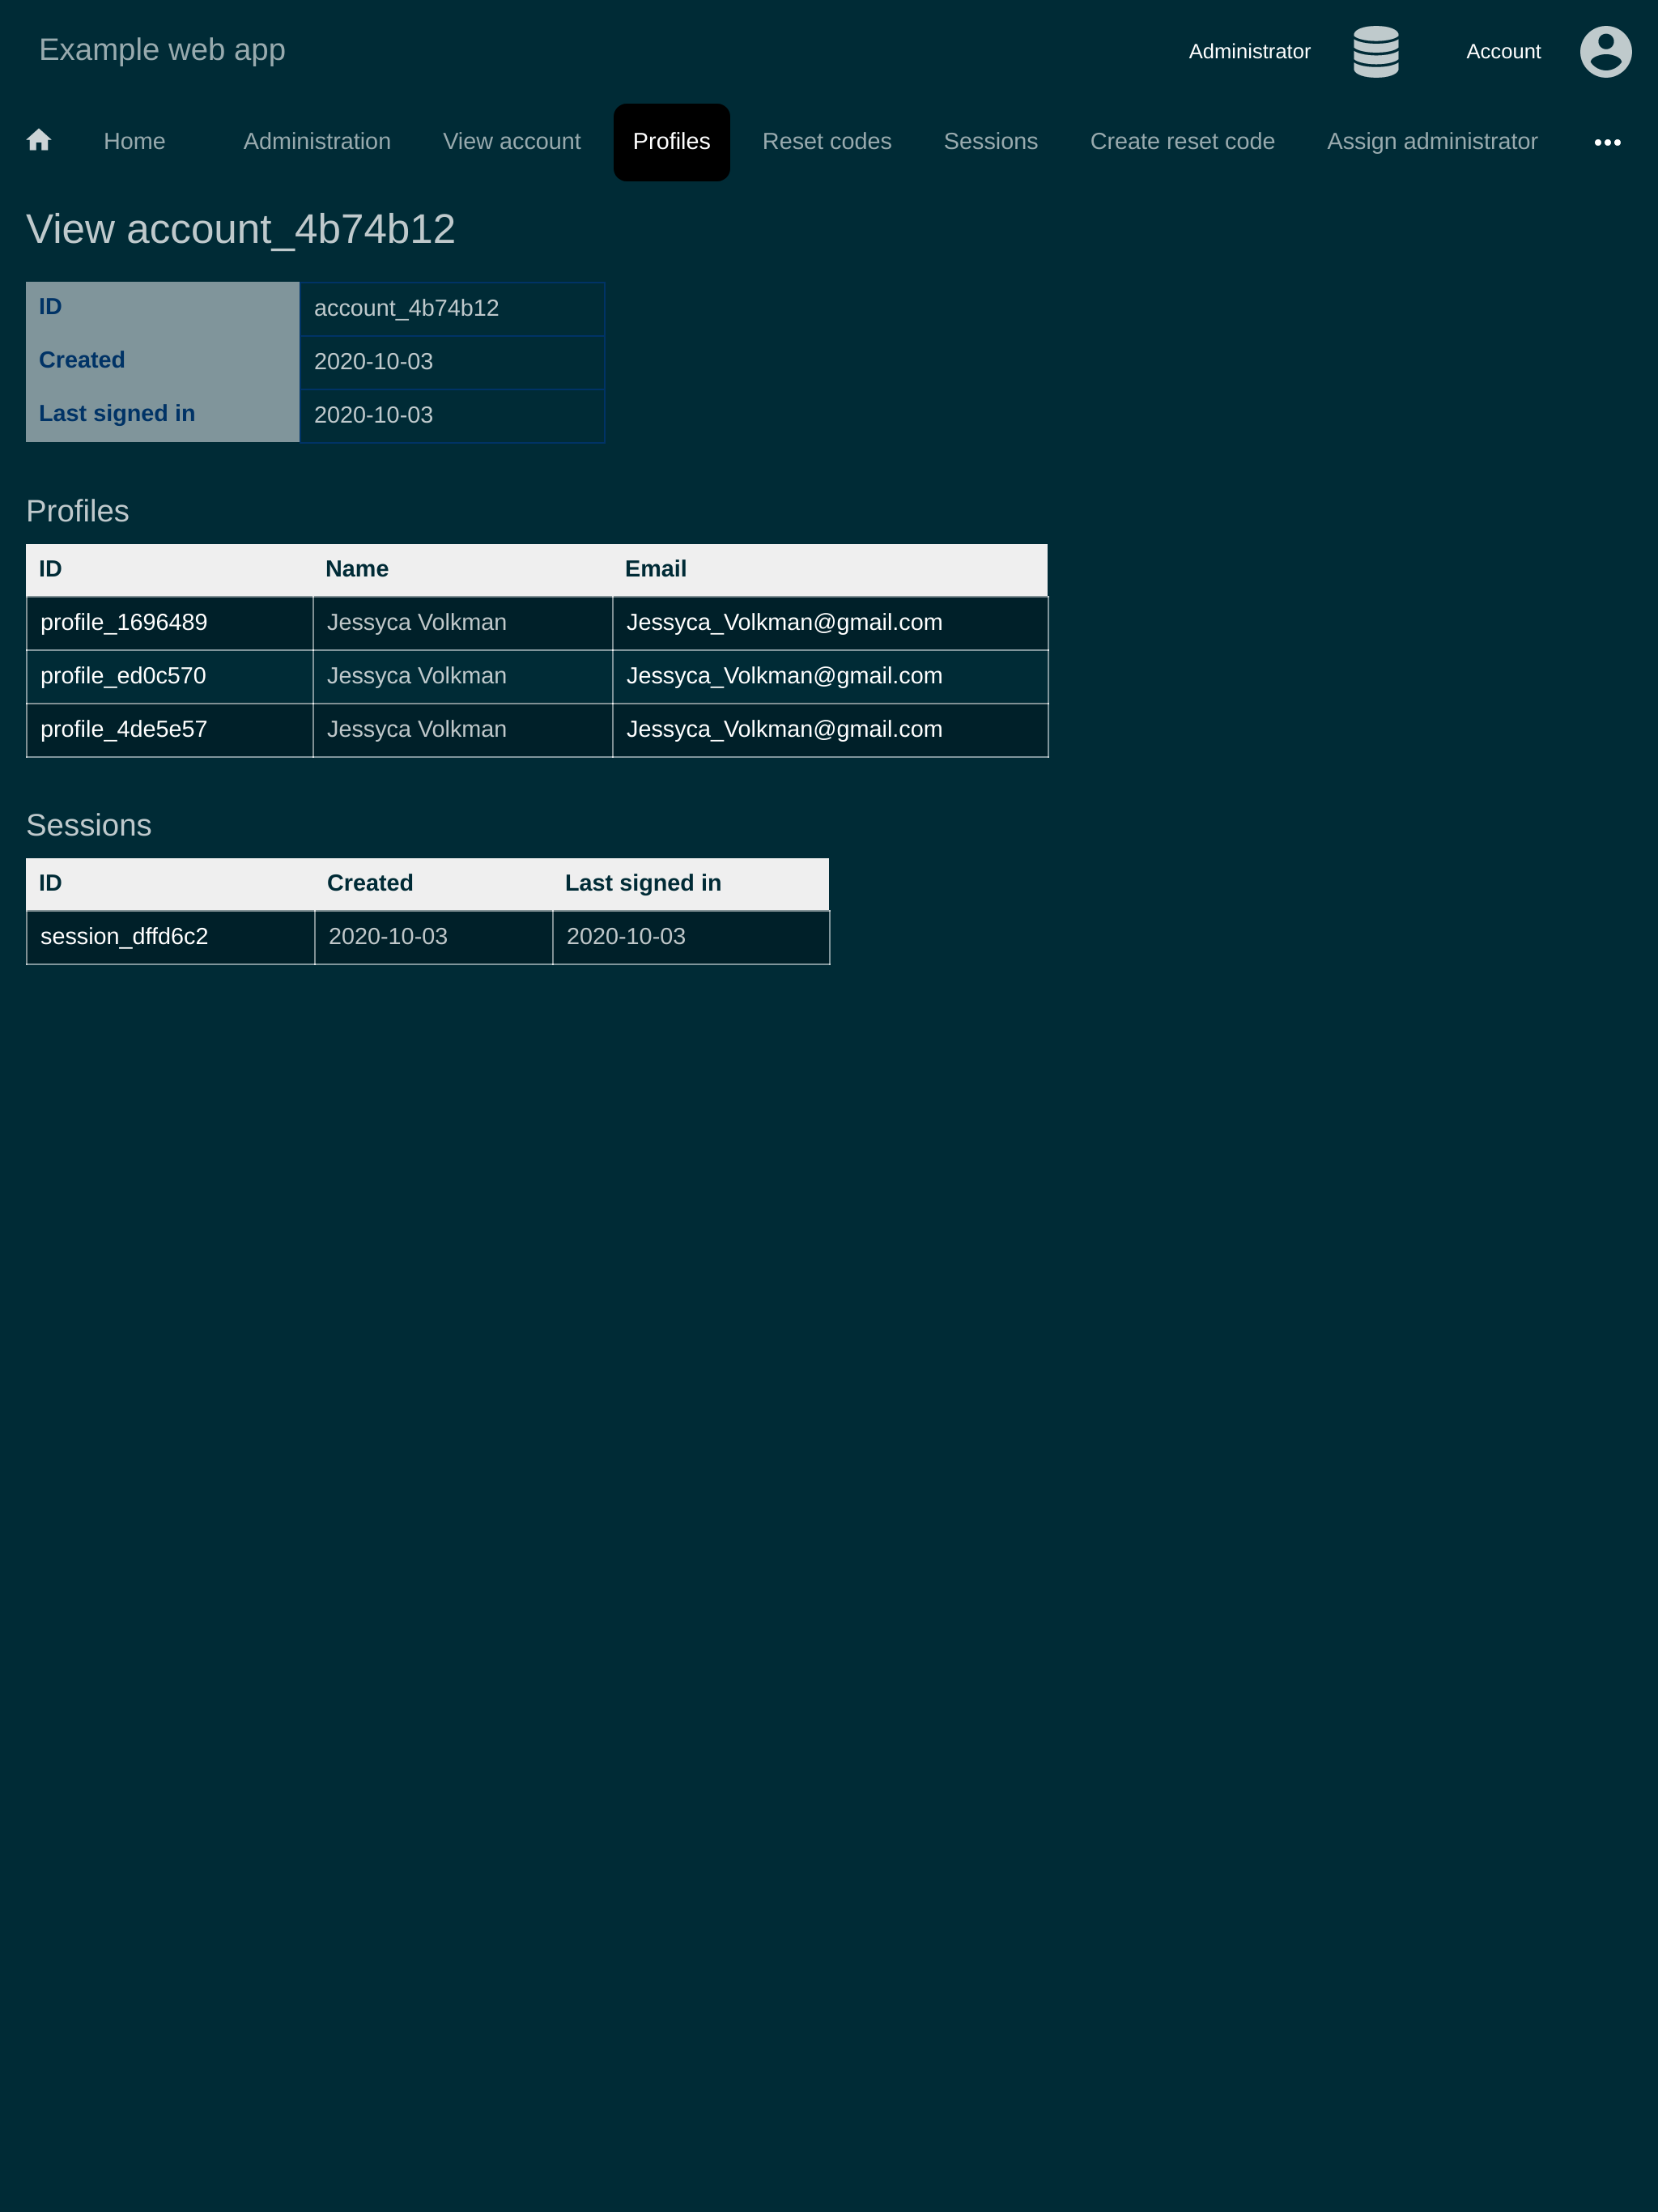 Example web app
Administrator Account
Home Administration View account Profiles Reset codes Sessions Create reset code Assign administrator
View account_4b74b12
ID account_4b74b12
Created 2020-10-03
Last signed in 2020-10-03
Profiles
ID Name Email
profile_1696489 Jessyca Volkman Jessyca_Volkman@gmail.com
profile_ed0c570 Jessyca Volkman Jessyca_Volkman@gmail.com
profile_4de5e57 Jessyca Volkman Jessyca_Volkman@gmail.com
Sessions
ID Created Last signed in
session_dffd6c2 2020-10-03 2020-10-03